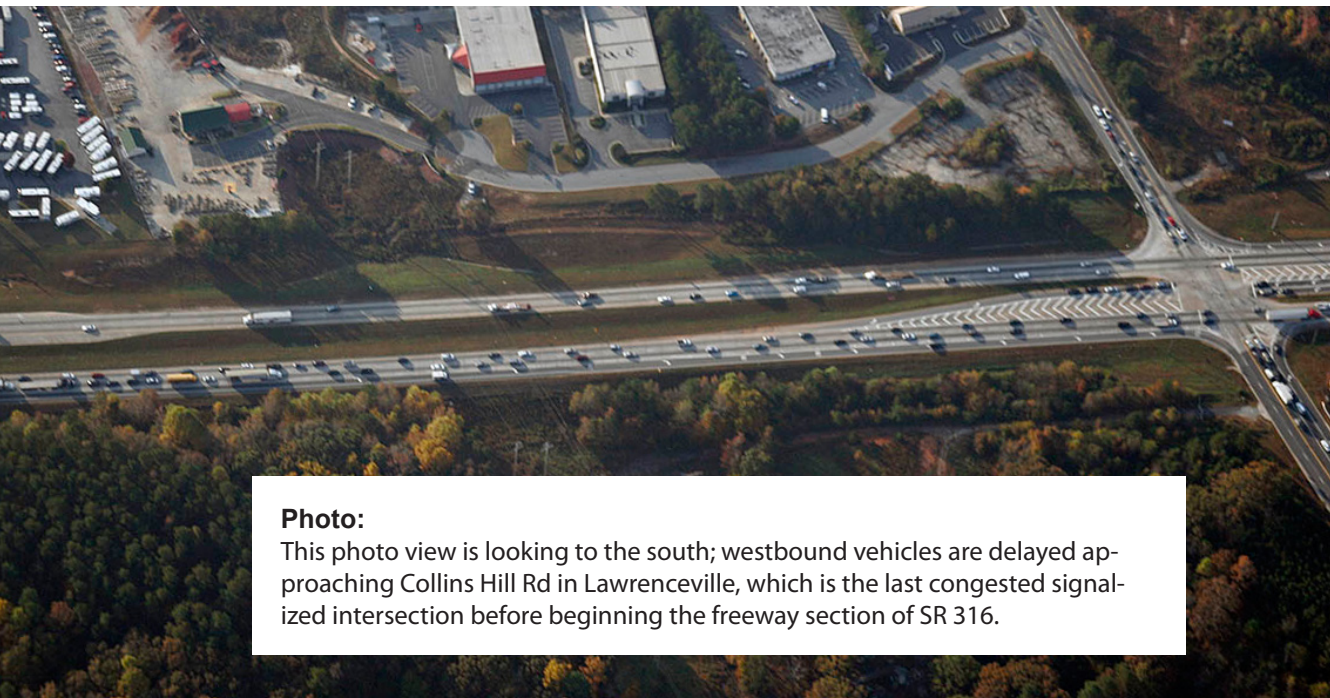 Photo:
This photo view is looking to the south; westbound vehicles are delayed ap-
proaching Collins Hill Rd in Lawrenceville, which is the last congested signal-
ized intersection before beginning the freeway section of SR 316.